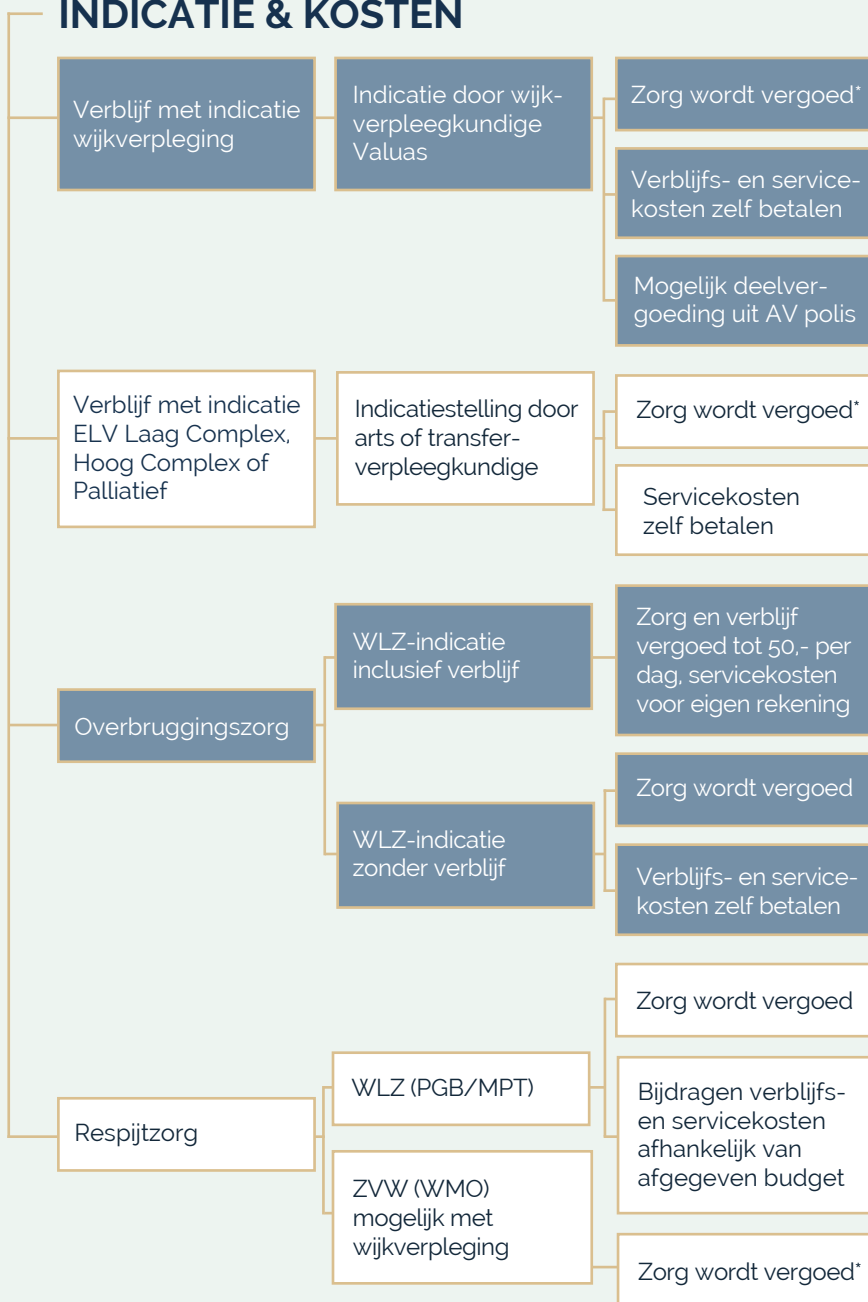 INDICATIE & KOSTEN
Verblijf met indicatie
wijkverpleging
Indicatie door wijk-
verpleegkundige
Valuas
Zorg wordt vergoed*
Verblijfs- en service-
kosten zelf betalen
Mogelijk deelver-
goeding uit AV polis
Verblijf met indicatie
ELV Laag Complex,
Hoog Complex of
Palliatief
Indicatiestelling door
arts of transfer-
verpleegkundige
Zorg wordt vergoed*
Servicekosten
zelf betalen
Overbruggingszorg
WLZ-indicatie
inclusief verblijf
Zorg en verblijf
vergoed tot 50,- per
dag, servicekosten
voor eigen rekening
WLZ-indicatie
zonder verblijf
Zorg wordt vergoed
Verblijfs- en service-
kosten zelf betalen
Respijtzorg
WLZ (PGB/MPT)
Zorg wordt vergoed
Bijdragen verblijfs-
en servicekosten
afhankelijk van
afgegeven budget
ZVW (WMO)
mogelijk met
wijkverpleging
Zorg wordt vergoed*